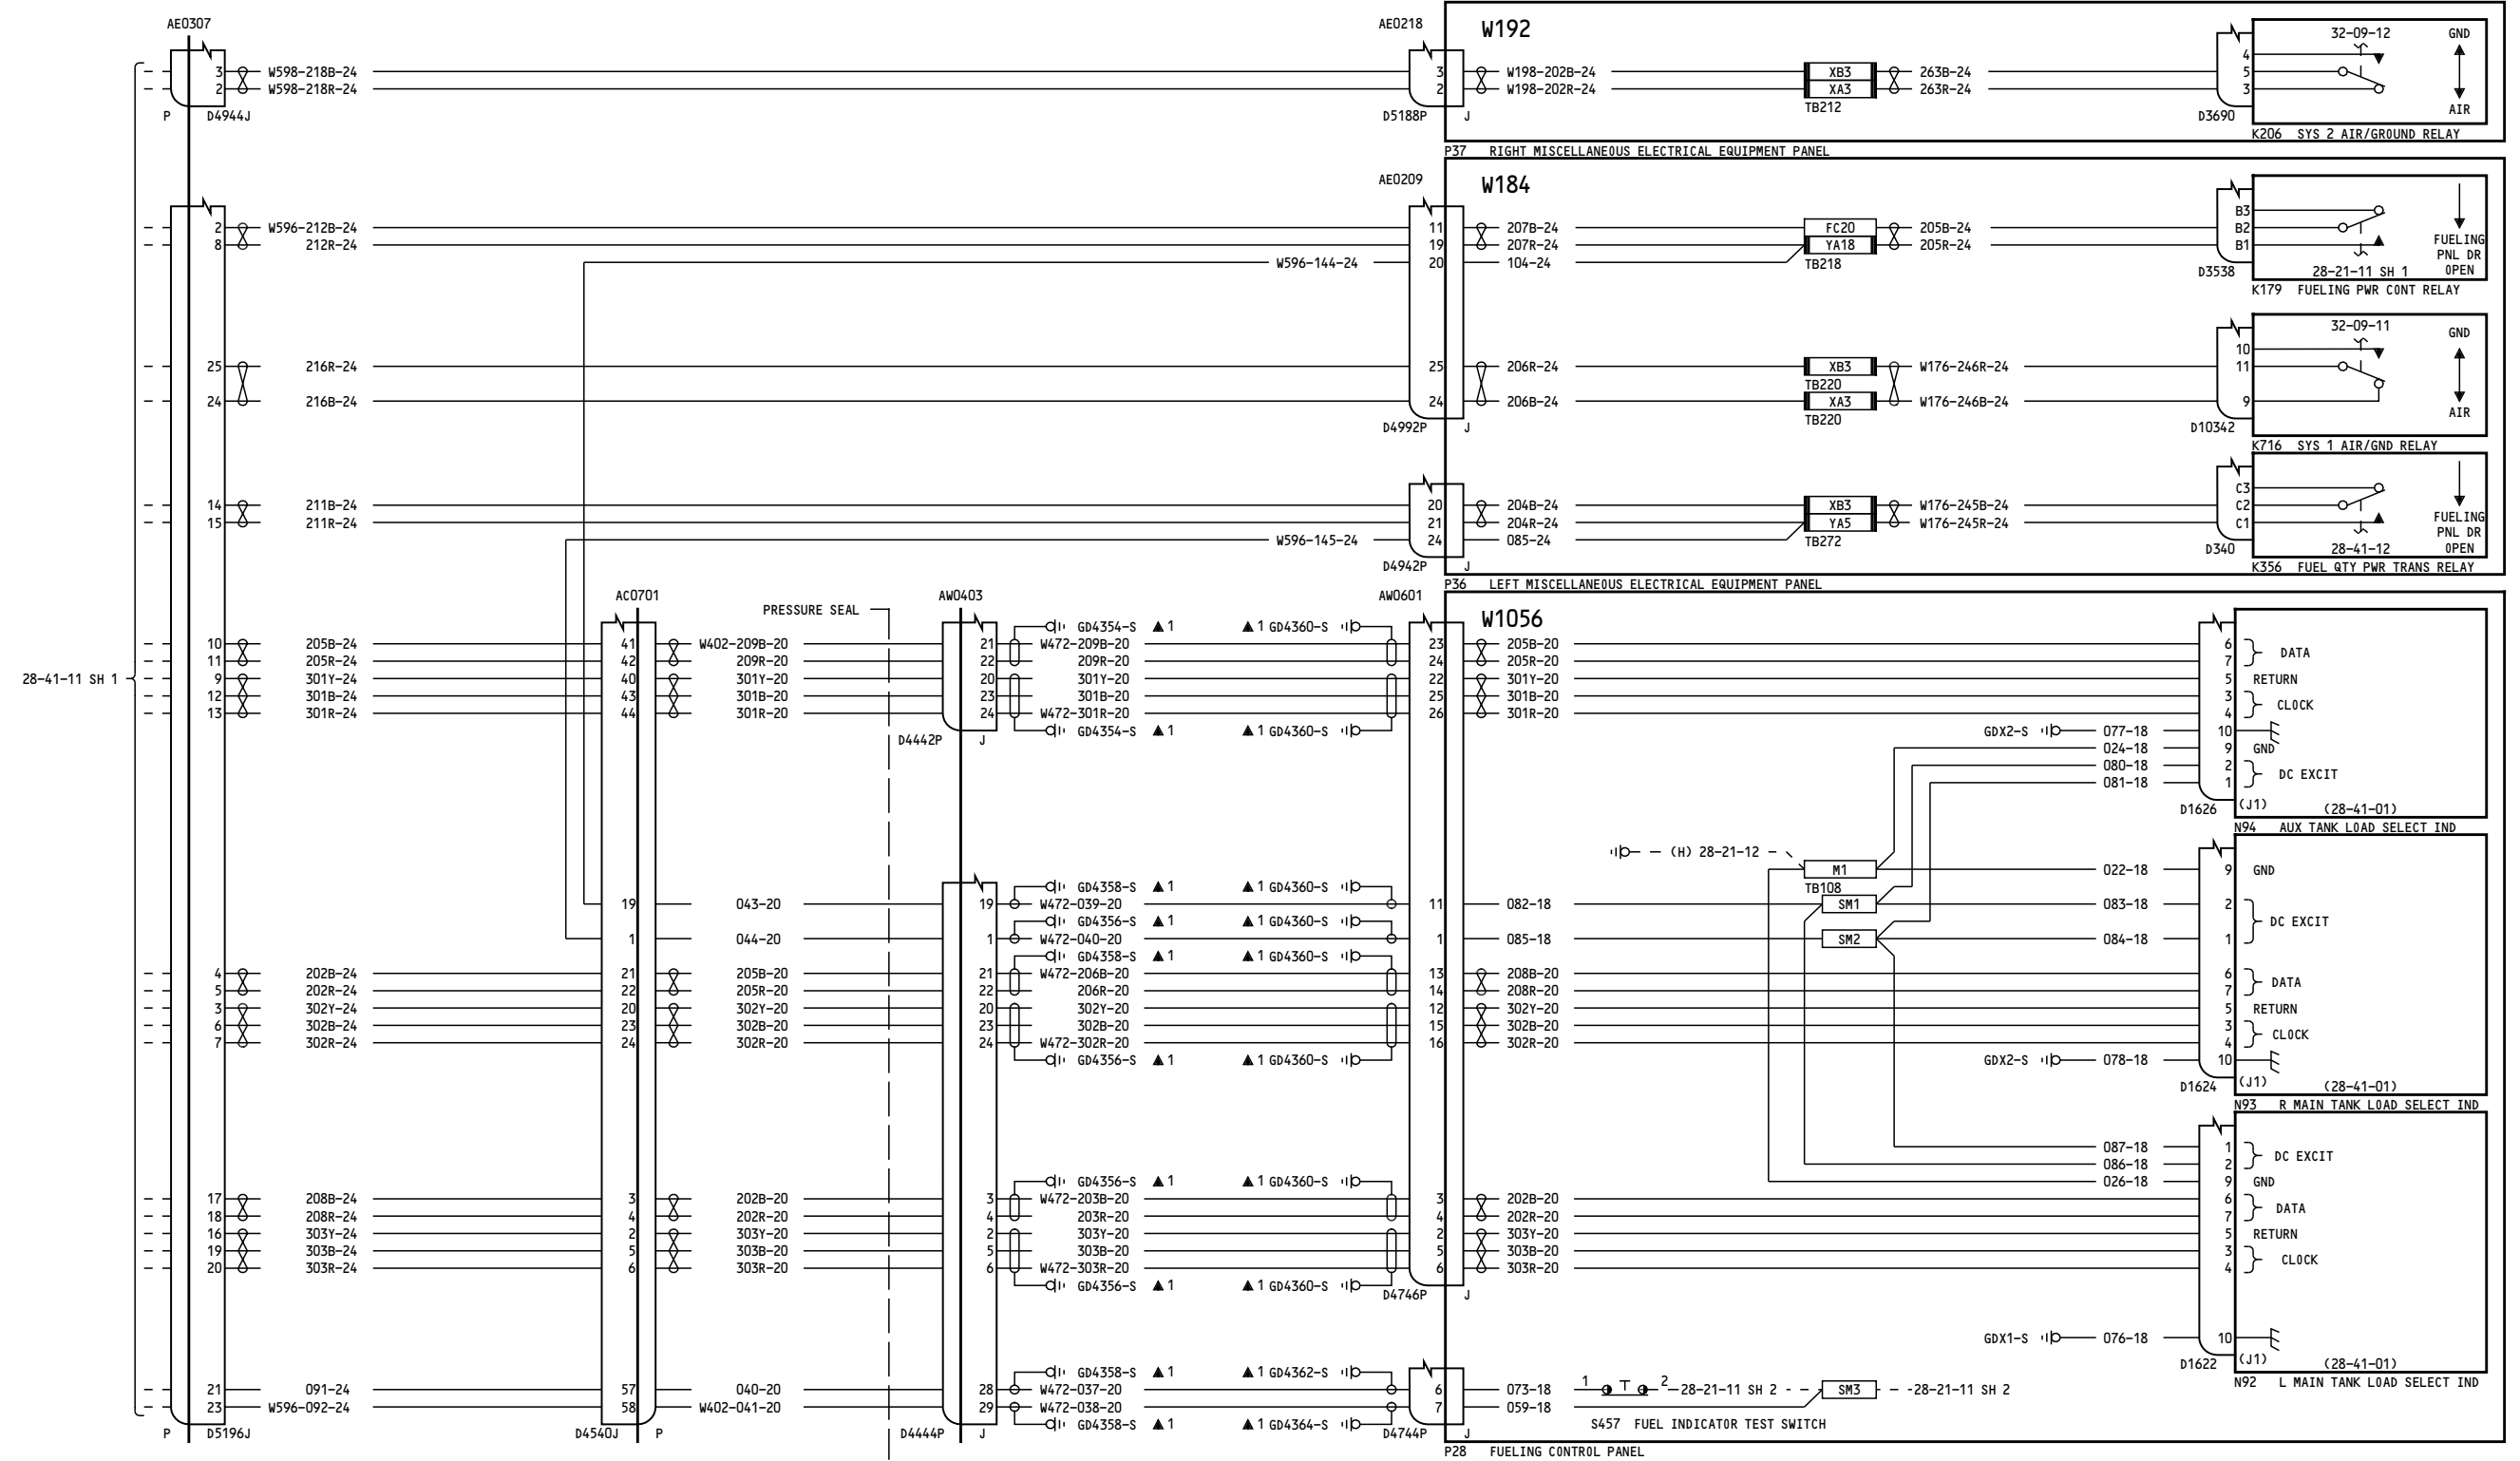 AE0307 AE0218 W192 32-09-12 GND
3 W598-218B-24 3 W198-202B-24 XB3 263B-24 4 5
2 W598-218R-24 2 W198-202R-24 XA3 263R-24 3
P D4944J D5188P J TB212 D3690 AIR
K206 SYS 2 AIR/GROUND RELAY
P37 RIGHT MISCELLANEOUS ELECTRICAL EQUIPMENT PANEL
AE0209 W184
B3
2 W596-212B-24 11 207B-24 FC20 205B-24 B2
8 212R-24 19 207R-24 YA18 205R-24 B1 FUELING
PNL DR
W596-144-24 20 104-24 TB218 D3538 28-21-11 SH 1 OPEN
K179 FUELING PWR CONT RELAY
32-09-11 GND
10
25 216R-24 25 206R-24 XB3 W176-246R-24 11
TB220
24 216B-24 24 206B-24 XA3 W176-246B-24 9
TB220 AIR
D4992P J D10342
K716 SYS 1 AIR/GND RELAY
C3
14 211B-24 20 204B-24 XB3 W176-245B-24 C2
15 211R-24 21 204R-24 YA5 W176-245R-24 C1 FUELING
PNL DR
W596-145-24 24 085-24 TB272 D340 28-41-12 OPEN
D4942P J K356 FUEL QTY PWR TRANS RELAY
P36 LEFT MISCELLANEOUS ELECTRICAL EQUIPMENT PANEL
AC0701 AW0403 AW0601
PRESSURE SEAL W1056
GD4354-S 1 1 GD4360-S
10 205B-24 41 W402-209B-20 21 W472-209B-20 23 205B-20 6
DATA
11 205R-24 42 209R-20 22 209R-20 24 205R-20 7
28-41-11 SH 1 9 301Y-24 40 301Y-20 20 301Y-20 22 301Y-20 5 RETURN
12 301B-24 43 301B-20 23 301B-20 25 301B-20 3
CLOCK
13 301R-24 44 301R-20 24 W472-301R-20 26 301R-20 4
D4442P J GD4354-S 1 1 GD4360-S GDX2-S 077-18 10
024-18 9 GND
080-18 2
DC EXCIT
081-18 1
D1626 (J1) (28-41-01)
N94 AUX TANK LOAD SELECT IND
(H) 28-21-12
M1 022-18 9 GND
GD4358-S 1 1 GD4360-S TB108
19 043-20 19 W472-039-20 11 082-18 SM1 083-18 2
GD4356-S 1 1 GD4360-S DC EXCIT
1 044-20 1 W472-040-20 1 085-18 SM2 084-18 1
GD4358-S 1 1 GD4360-S
4 202B-24 21 205B-20 21 W472-206B-20 13 208B-20 6
DATA
5 202R-24 22 205R-20 22 206R-20 14 208R-20 7
3 302Y-24 20 302Y-20 20 302Y-20 12 302Y-20 5 RETURN
6 302B-24 23 302B-20 23 302B-20 15 302B-20 3
CLOCK
7 302R-24 24 302R-20 24 W472-302R-20 16 302R-20 4
GD4356-S 1 1 GD4360-S GDX2-S 078-18 10
D1624 (J1) (28-41-01)
N93 R MAIN TANK LOAD SELECT IND
087-18 1
DC EXCIT
086-18 2
GD4356-S 1 1 GD4360-S 026-18 9 GND
17 208B-24 3 202B-20 3 W472-203B-20 3 202B-20 6
DATA
18 208R-24 4 202R-20 4 203R-20 4 202R-20 7
16 303Y-24 2 303Y-20 2 303Y-20 2 303Y-20 5 RETURN
19 303B-24 5 303B-20 5 303B-20 5 303B-20 3
CLOCK
20 303R-24 6 303R-20 6 W472-303R-20 6 303R-20 4
GD4356-S 1 1 GD4360-S
D4746P J
GDX1-S 076-18 10
D1622 (J1) (28-41-01)
GD4358-S 1 1 GD4362-S
21 091-24 57 040-20 28 W472-037-20 6 073-18 1 2 28-21-11 SH 2 SM3 28-21-11 SH 2
N92 L MAIN TANK LOAD SELECT IND
23 W596-092-24 58 W402-041-20 29 W472-038-20 7 059-18
GD4358-S 1 1 GD4364-S S457 FUEL INDICATOR TEST SWITCH
P D5196J D4540J P D4444P J D4744P J
P28 FUELING CONTROL PANEL